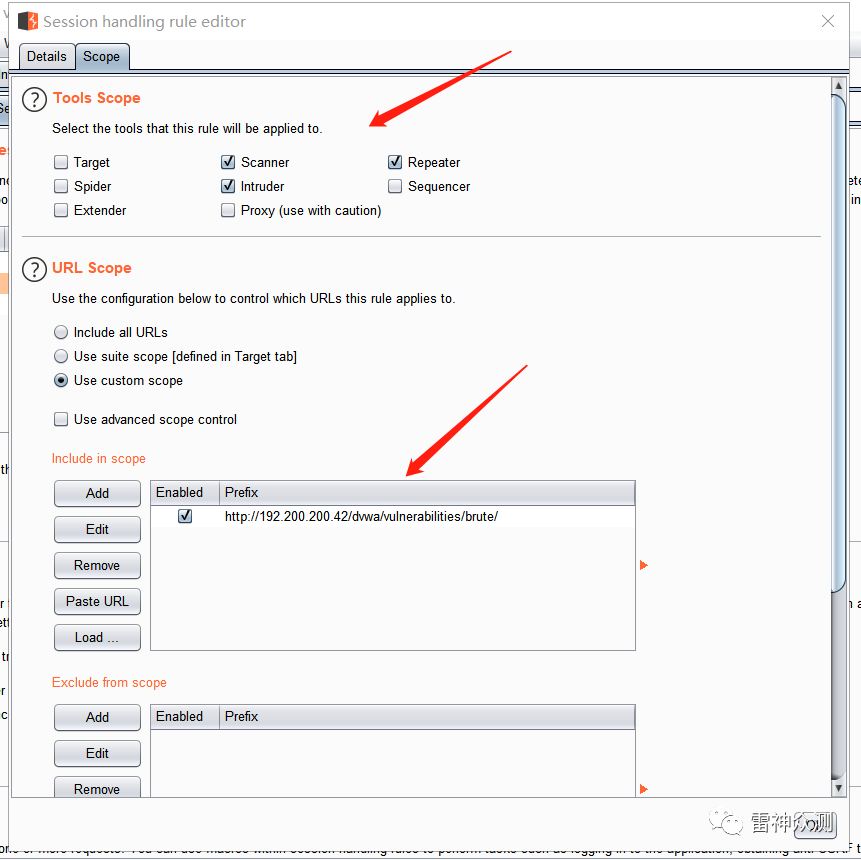 Session handling rule editor
Details
Scope
Tools Scope
Select the tools that this rule will be applied to.
Target
Scanner
Repeater
Spider
Intruder
Sequencer
Extender
Proxy (use with caution)
URL Scope
Use the configuration below to control which URLs this rule applies to.
Include all URLs
Use suite scope [defined in Target tab]
Use custom scope
Use advanced scope control
Include in scope
Add
Enabled
Prefix
http://192.200.200.42/dvwa/vulnerabilities/brute/
Edit
Remove
Paste URL
Load ...
Exclude from scope
Add
Enabled
Prefix
Edit
Remove
雷神众测